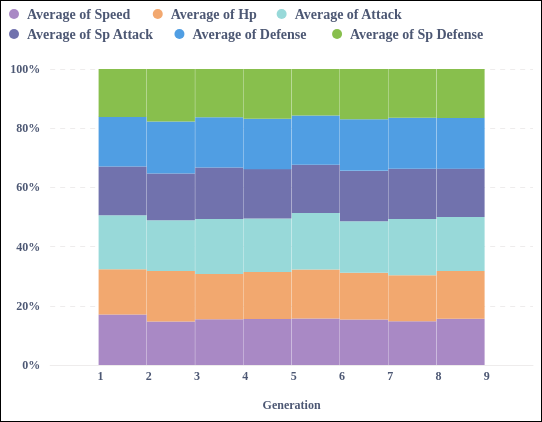 Average of Speed Average of Hp Average of Attack
Average of Sp Attack Average of Defense Average of Sp Defense
100%
80%
60%
40%
20%
0%
1 2 3 4 5 6 7 8 9
Generation